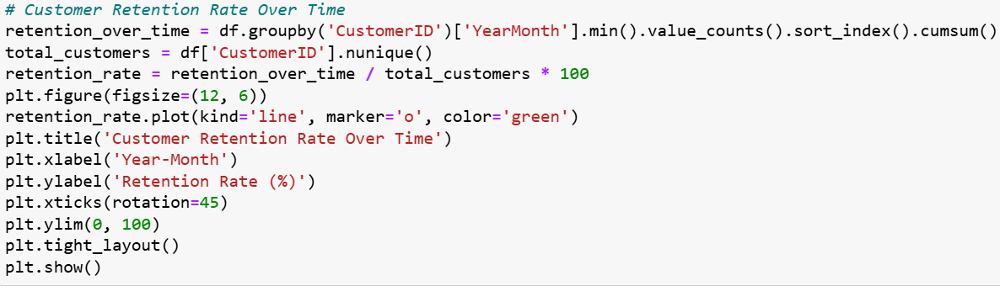 # Customer Retention Rate Over Time
retention_over_time = df.groupby('CustomerID')['YearMonth'].min().value_counts().sort_index().cumsum()
total_customers = df['CustomerID'].nunique()
retention_rate = retention_over_time / total_customers * 100
plt.figure(figsize=(12, 6))
retention_rate.plot(kind='line', marker='o', color='green')
plt.title('Customer Retention Rate Over Time')
plt.xlabel('Year-Month')
plt.ylabel('Retention Rate (%)')
plt.xticks(rotation=45)
plt.ylim(0, 100)
plt.tight_layout()
plt.show()